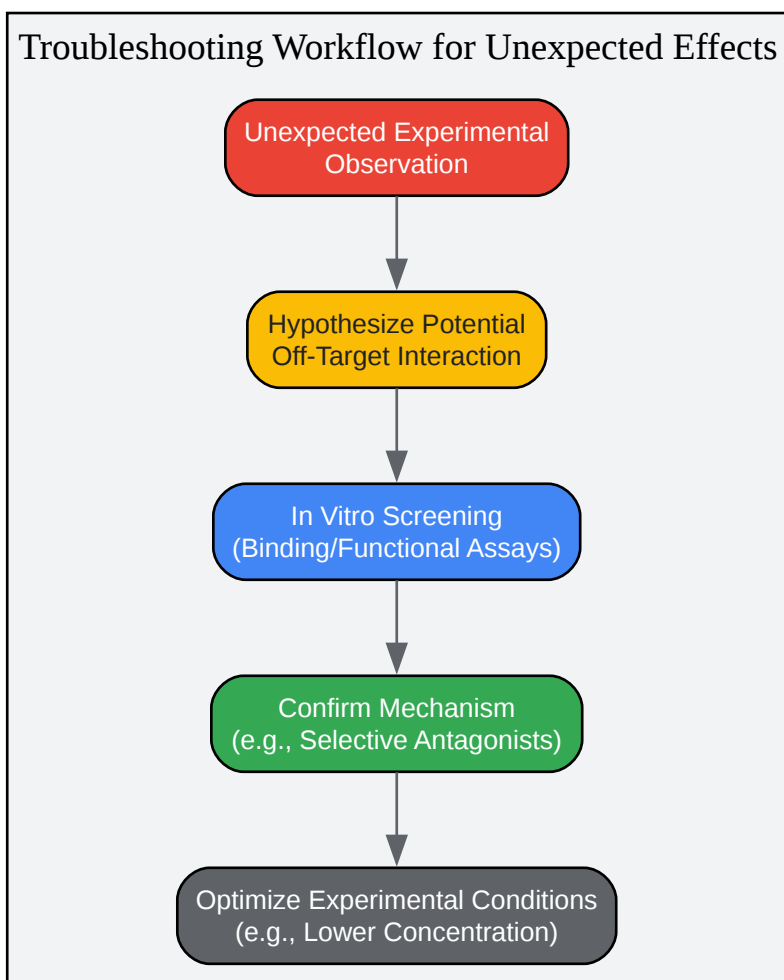 Troubleshooting Workflow for Unexpected Effects
Unexpected Experimental
Observation
Hypothesize Potential
Off-Target Interaction
In Vitro Screening
(Binding/Functional Assays)
Confirm Mechanism
(e.g., Selective Antagonists)
Optimize Experimental Conditions
(e.g., Lower Concentration)